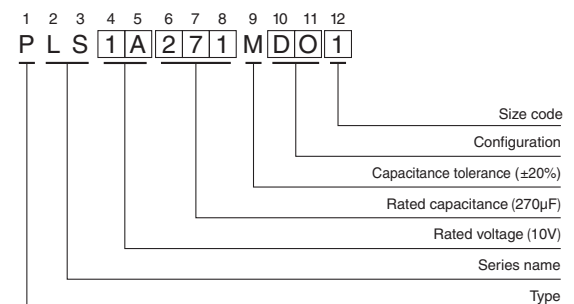 1 2 3 4 5 6 7 8 9 10 11 12
P L S 1 A 2 7 1 M D O 1
Size code
Configuration
Capacitance tolerance (±20%)
Rated capacitance (270µF)
Rated voltage (10V)
Series name
Type